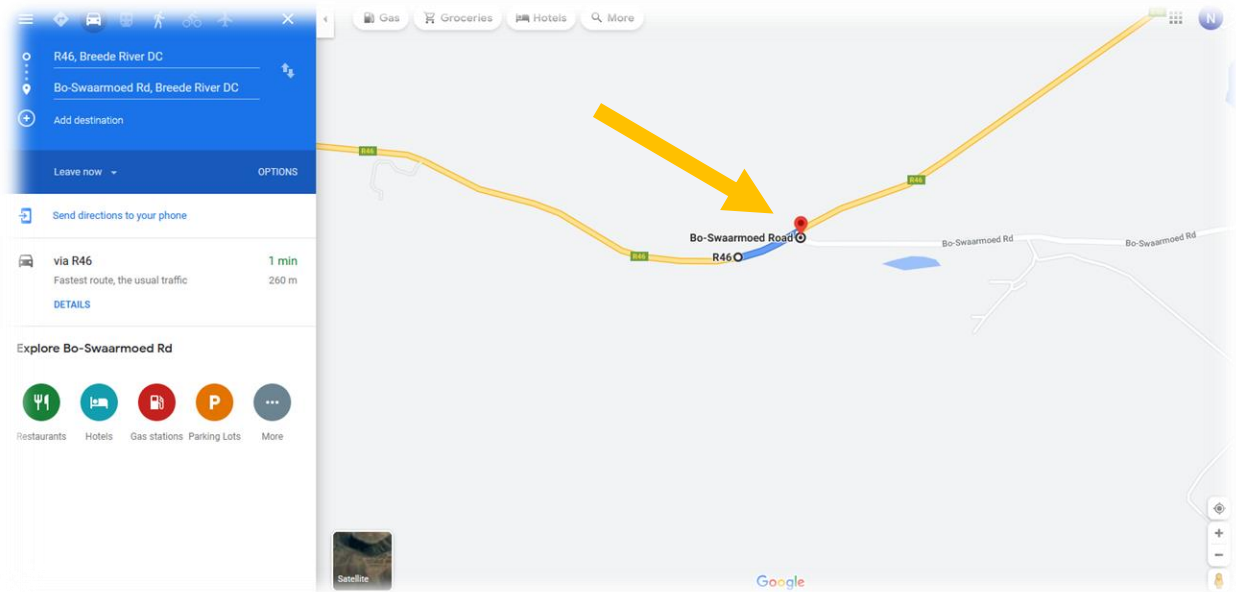 R46, Breede River DC
Bo-Swaarmoed Rd, Breede River DC
Add destination
Leave now
OPTIONS
Send directions to your phone
via R46
1 min
Fastest route, the usual traffic
260 m
DETAILS
Explore Bo-Swaarmoed Rd
Restaurants
Hotels
Gas stations
Parking Lots
More
Gas
Groceries
Hotels
More
N
R46
R46
Bo-Swaarmoed Road
R46
R46
Bo-Swaarmoed Rd
Bo-Swaarmoed Rd
P
Satellite
Google